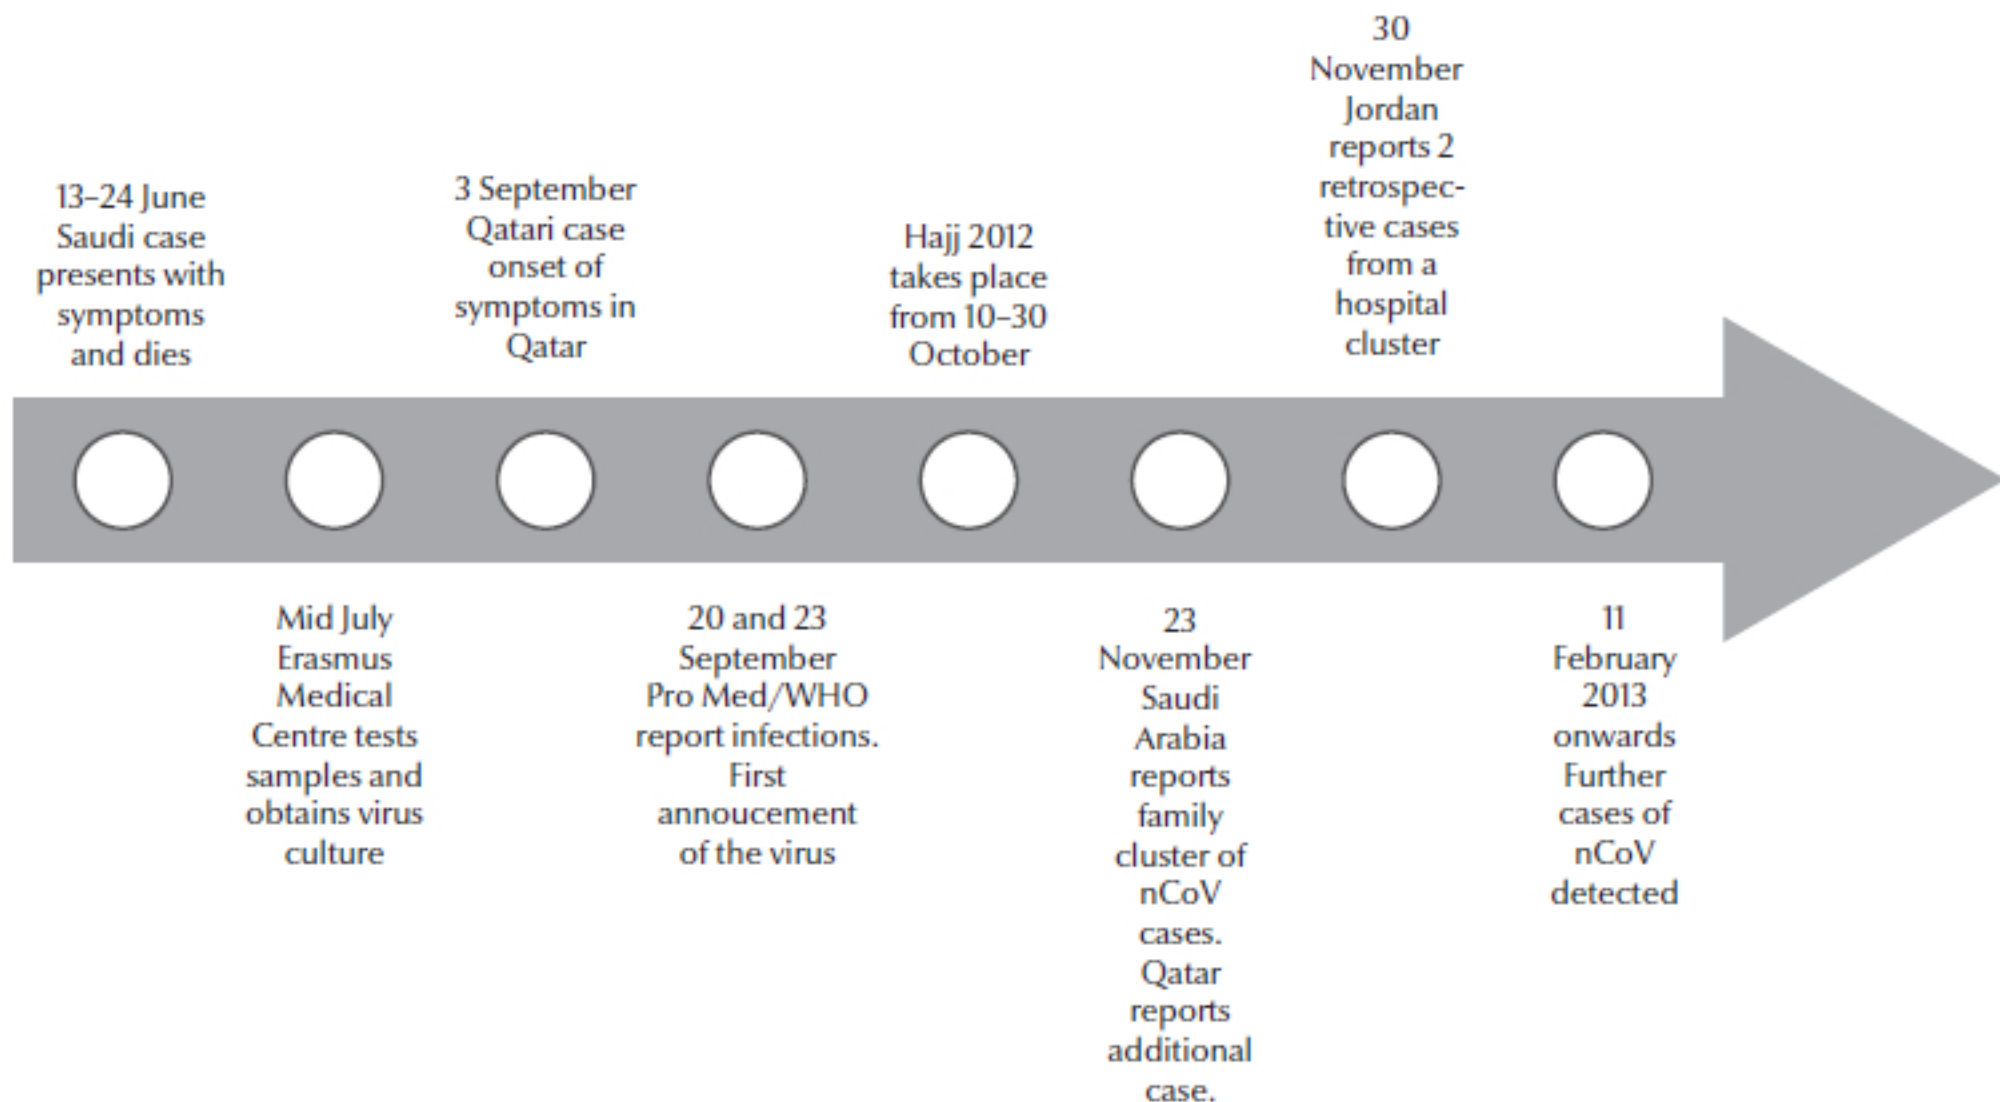 13–24 June
Saudi case
presents with
symptoms
and dies
Mid July
Erasmus
Medical
Centre tests
samples and
obtains virus
culture
3 September
Qatari case
onset of
symptoms in
Qatar
20 and 23
September
Pro Med/WHO
report infections.
First
annoucement
of the virus
Hajj 2012
takes place
from 10–30
October
23
November
Saudi
Arabia
reports
family
cluster of
nCoV
cases.
Qatar
reports
additional
case.
30
November
Jordan
reports 2
retrospec-
tive cases
from a
hospital
cluster
11
February
2013
onwards
Further
cases of
nCoV
detected